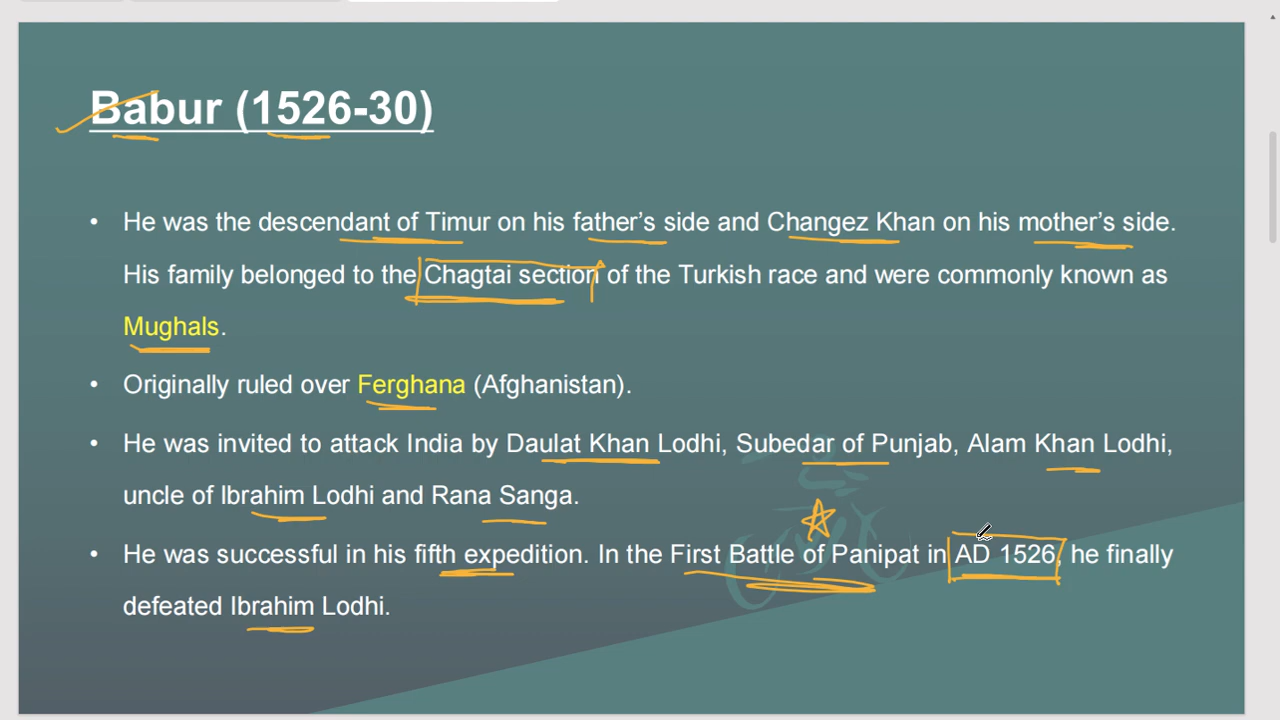 Babur (1526-30)
• He was the descendant of Timur on his father’s side and Changez Khan on his mother’s side.
His family belonged to the Chagtai section of the Turkish race and were commonly known as
Mughals.
• Originally ruled over Ferghana (Afghanistan).
• He was invited to attack India by Daulat Khan Lodhi, Subedar of Punjab, Alam Khan Lodhi,
uncle of Ibrahim Lodhi and Rana Sanga.
• He was successful in his fifth expedition. In the First Battle of Panipat in AD 1526, he finally
defeated Ibrahim Lodhi.